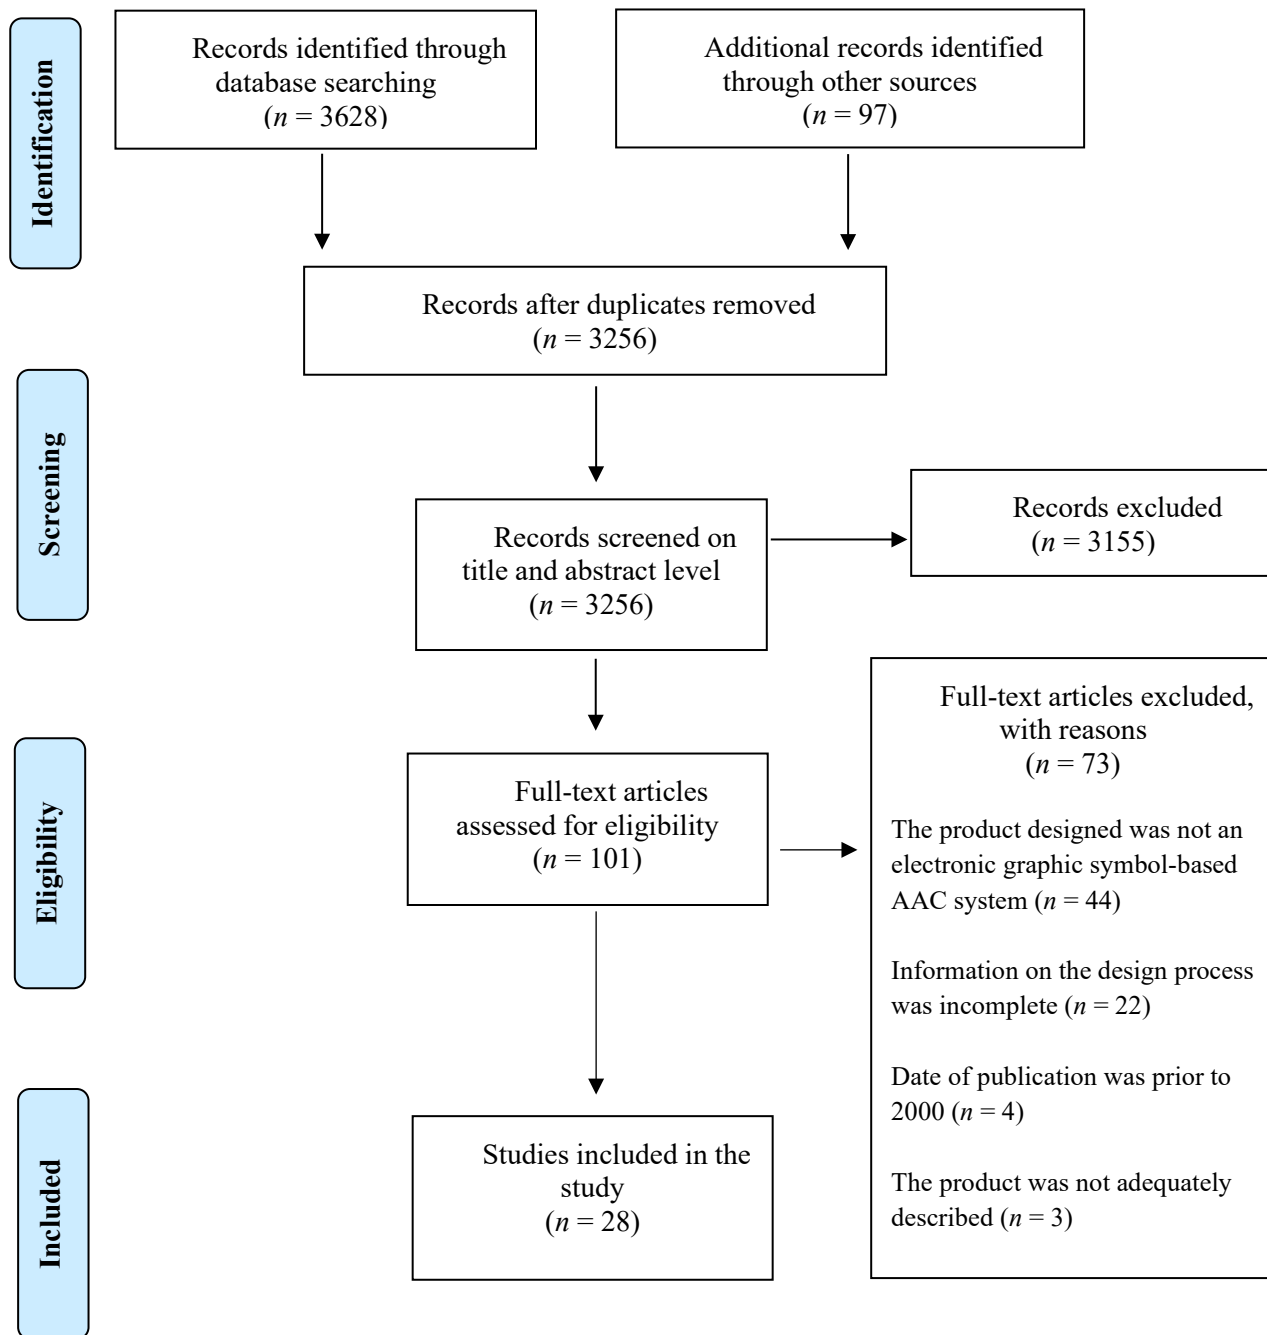 Identification
Records identified through
database searching
(n = 3628)
Additional records identified
through other sources
(n = 97)
Records after duplicates removed
(n = 3256)
Screening
Records screened on
title and abstract level
(n = 3256)
Records excluded
(n = 3155)
Eligibility
Full-text articles
assessed for eligibility
(n = 101)
Full-text articles excluded,
with reasons
(n = 73)
The product designed was not an
electronic graphic symbol-based
AAC system (n = 44)
Information on the design process
was incomplete (n = 22)
Date of publication was prior to
2000 (n = 4)
The product was not adequately
described (n = 3)
Included
Studies included in the
study
(n = 28)